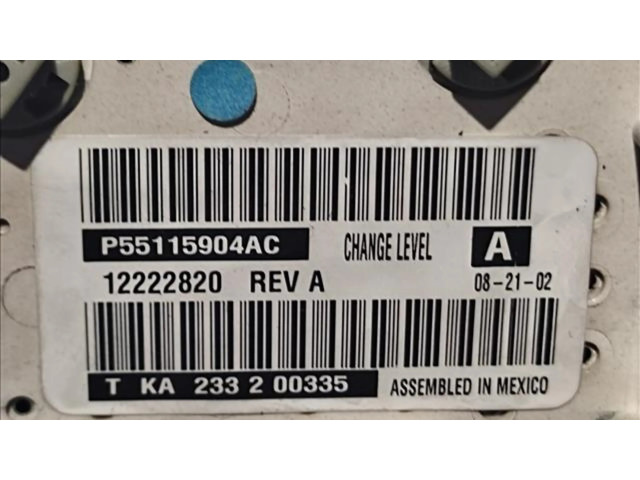 P55115904AC CHANGE LEVEL A
12222820 REV A 08-21-02
T KA 233 2 00335 ASSEMBLED IN MEXICO